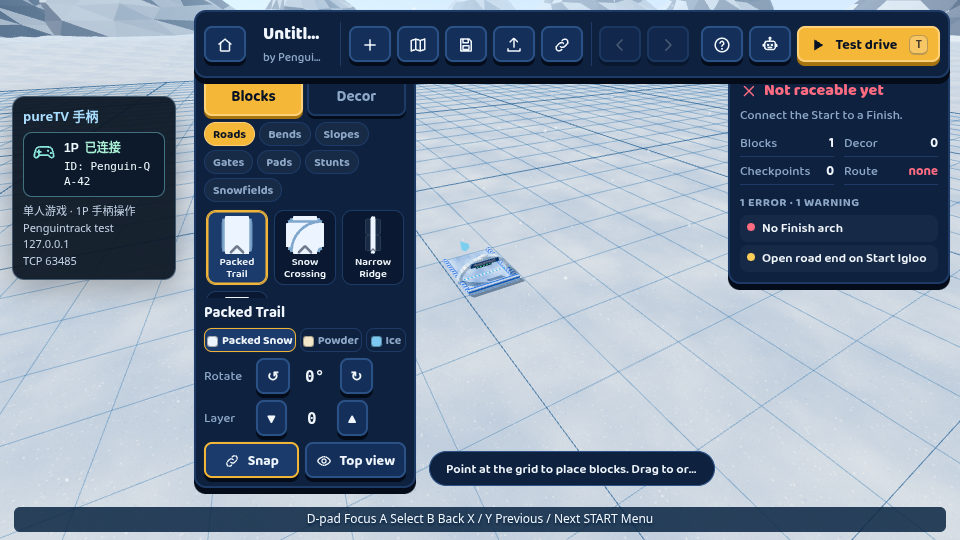 Untitl...
by Pengui...
Test drive
T
pureTV 手柄
1P 已连接
ID: Penguin-Q
A-42
单人游戏 · 1P 手柄操作
Penguintrack test
127.0.0.1
TCP 63485
Blocks
Decor
Roads
Bends
Slopes
Gates
Pads
Stunts
Snowfields
Packed
Trail
Snow
Crossing
Narrow
Ridge
Packed Trail
Packed Snow
Powder
Ice
Rotate
0°
Layer
0
Snap
Top view
Not raceable yet
Connect the Start to a Finish.
Blocks 1
Decor 0
Checkpoints 0
Route none
1 ERROR · 1 WARNING
No Finish arch
Open road end on Start Igloo
Point at the grid to place blocks. Drag to or...
D-pad Focus A Select B Back X / Y Previous / Next START Menu